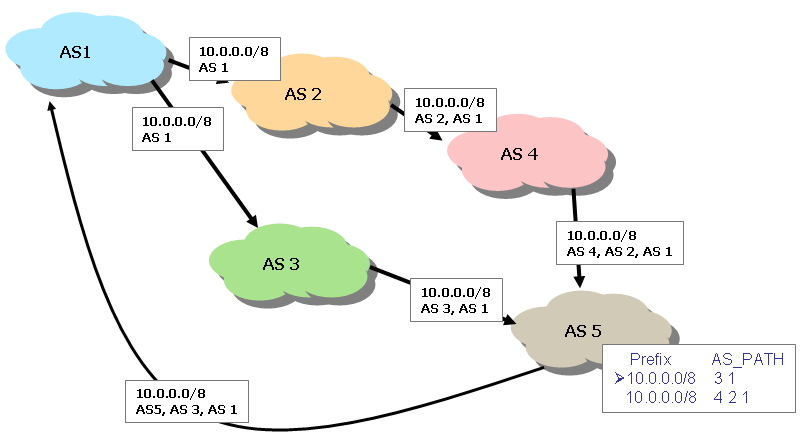 AS1
10.0.0.0/8
AS 1
AS 2
10.0.0.0/8
AS 2, AS 1
10.0.0.0/8
AS 1
AS 4
10.0.0.0/8
AS 4, AS 2, AS 1
AS 3
10.0.0.0/8
AS 3, AS 1
AS 5
Prefix AS_PATH
➢10.0.0.0/8 3 1
10.0.0.0/8 4 2 1
10.0.0.0/8
AS5, AS 3, AS 1